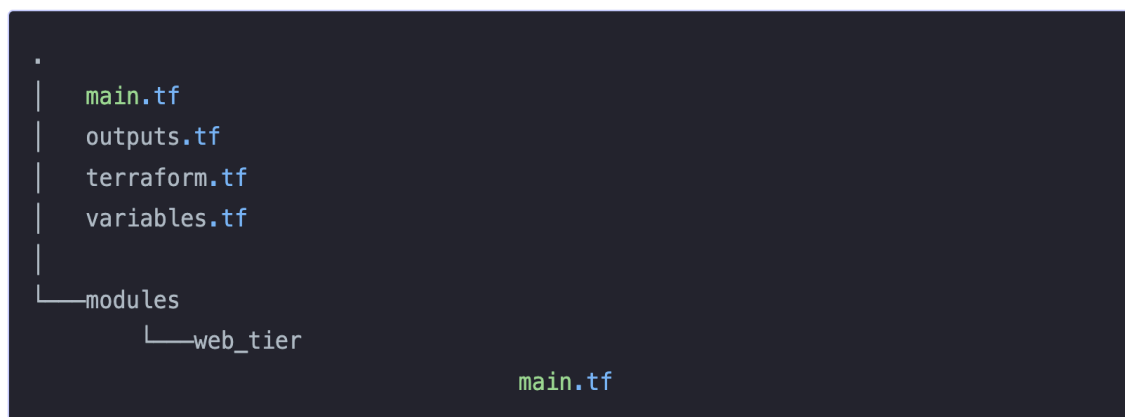 .
│   main.tf
│   outputs.tf
│   terraform.tf
│   variables.tf
│
└───modules
       └───web_tier
                               main.tf